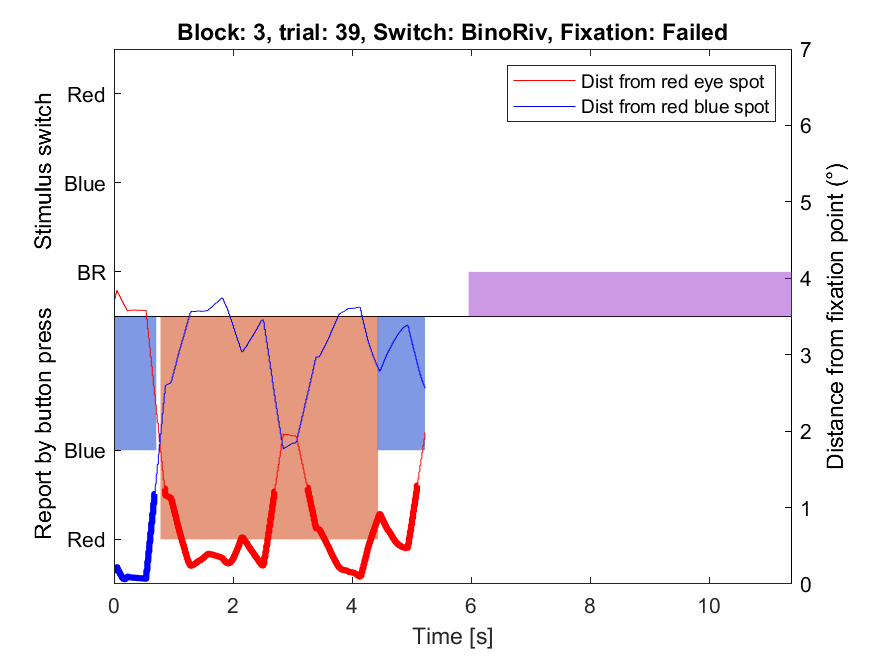 Block: 3, trial: 39, Switch: BinoRiv, Fixation: Failed
Dist from red eye spot
Dist from red blue spot
Stimulus switch
Red
Blue
BR
Report by button press
Blue
Red
7
6
5
4
3
2
1
0
Distance from fixation point (°)
0 2 4 6 8 10
Time [s]